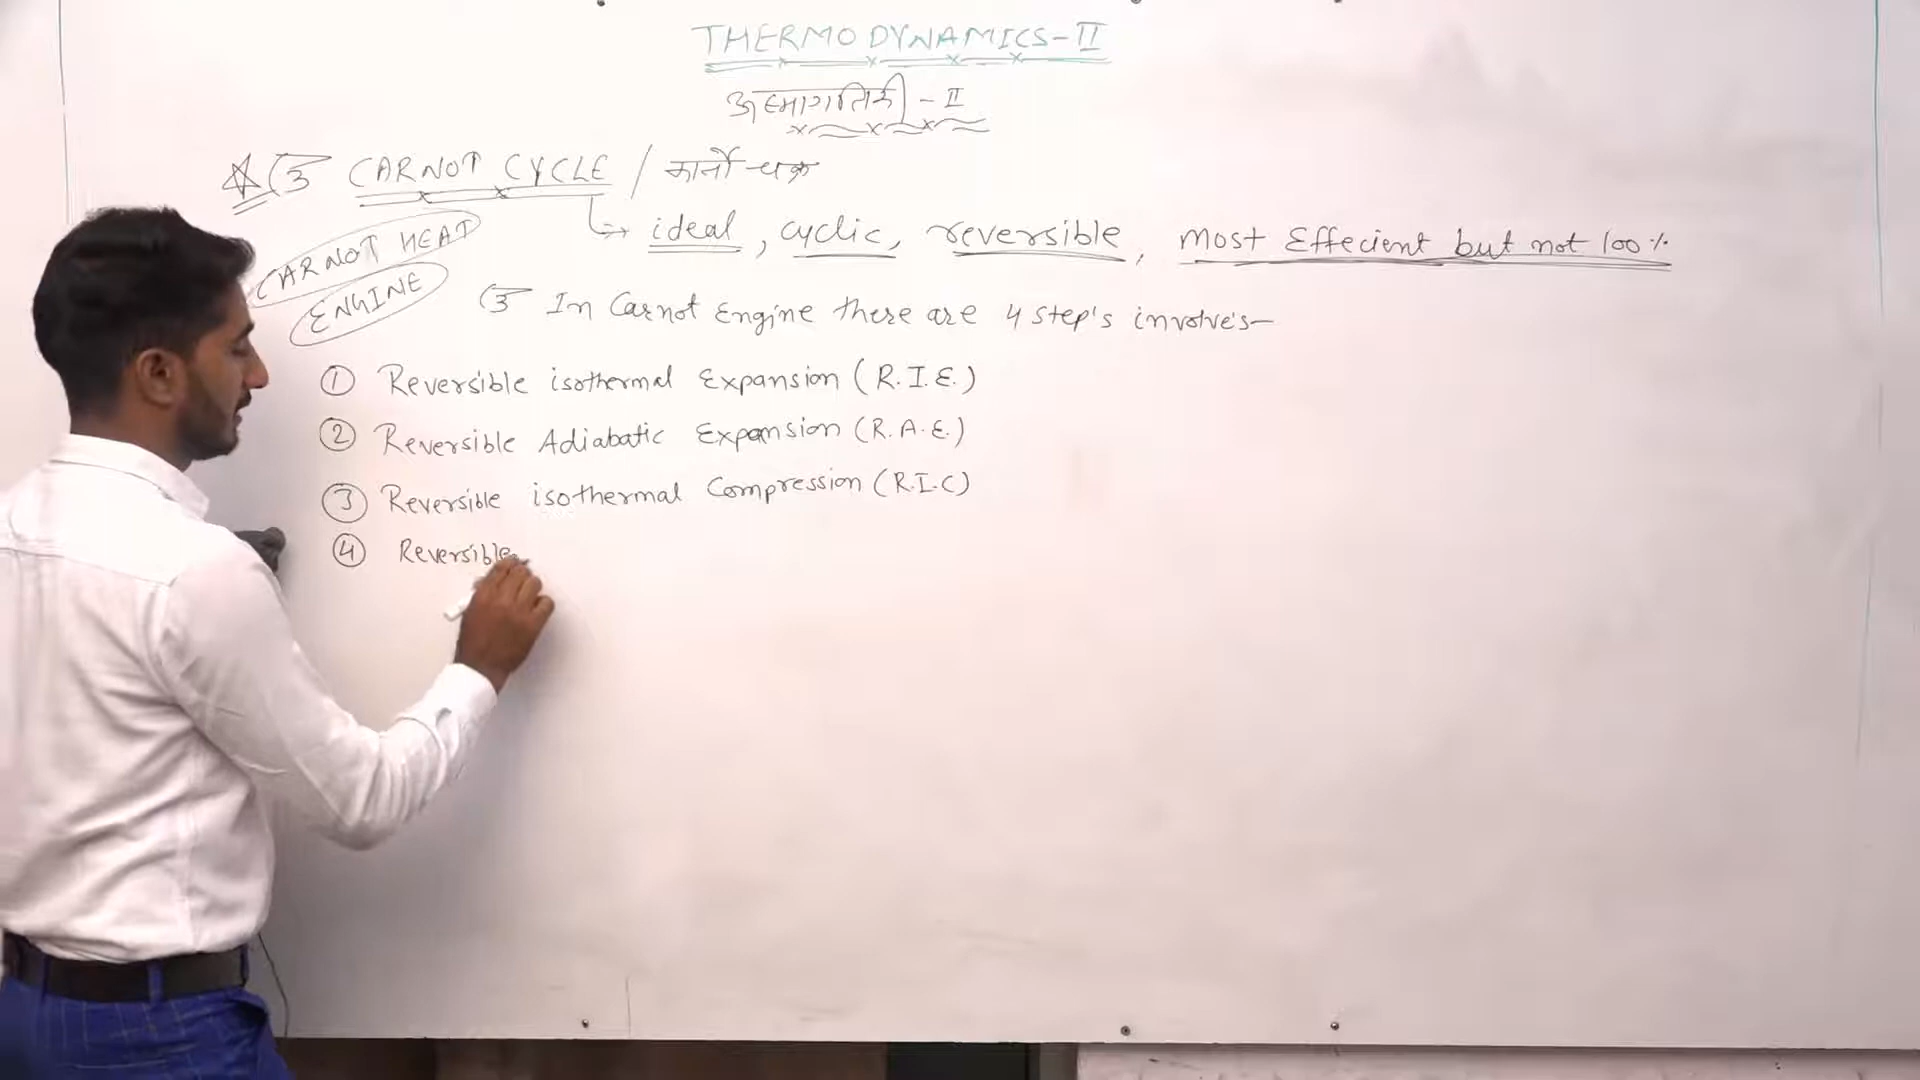 THERMODYNAMICS-II
ऊष्मागतिकी - II
CARNOT CYCLE / कार्नो चक्र
CARNOT HEAT
ENGINE
ideal, cyclic, reversible, most Effecient but not 100%
In Carnot Engine there are 4 step's involve's-
① Reversible isothermal Expansion (R.I.E.)
② Reversible Adiabatic Expansion (R.A.E.)
③ Reversible isothermal Compression (R.I.C)
④ Reversible